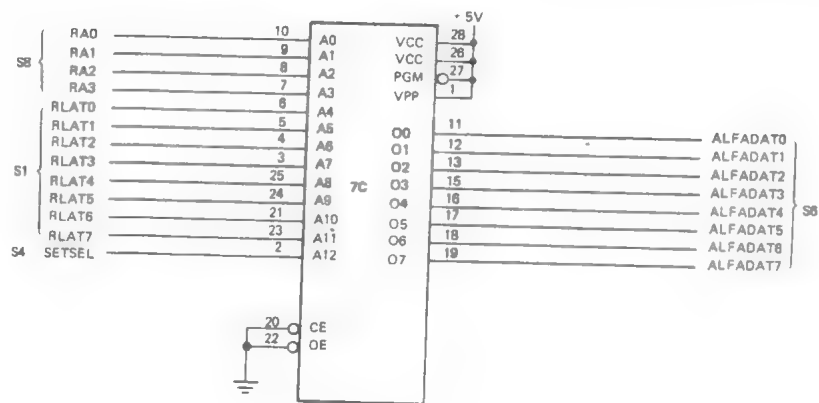 + 5V
RA0 10 A0 VCC 28
RA1 9 A1 VCC 26
S8 RA2 8 A2 PGM 27
RA3 7 A3 VPP 1
RLAT0 6 A4
RLAT1 5 A5 O0 11 ALFADAT0
RLAT2 4 A6 O1 12 ALFADAT1
RLAT3 3 A7 O2 13 ALFADAT2
S1 RLAT4 25 A8 7C O3 15 ALFADAT3
RLAT5 24 A9 O4 16 ALFADAT4 S6
RLAT6 21 A10 O5 17 ALFADAT5
RLAT7 23 A11 O6 18 ALFADAT6
S4 SETSEL 2 A12 O7 19 ALFADAT7
20 CE
22 OE